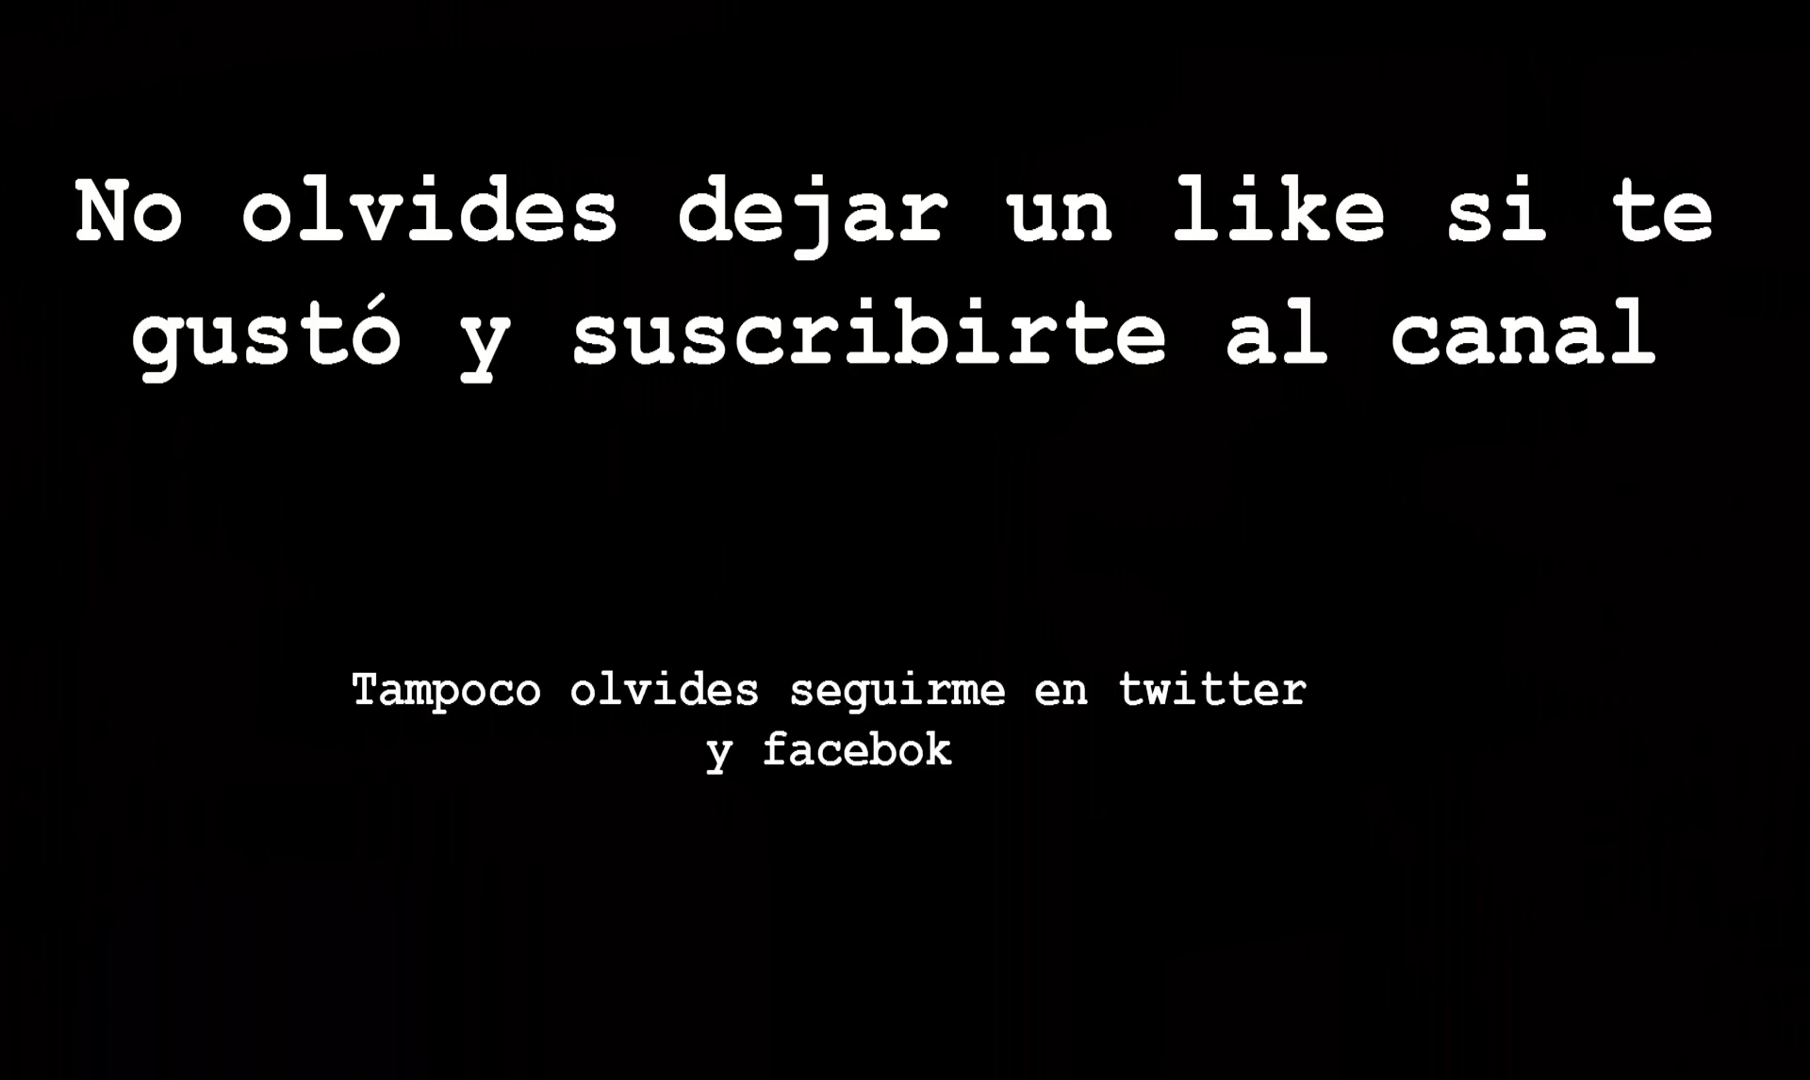 No olvides dejar un like si te
gustó y suscribirte al canal
Tampoco olvides seguirme en twitter
y facebok